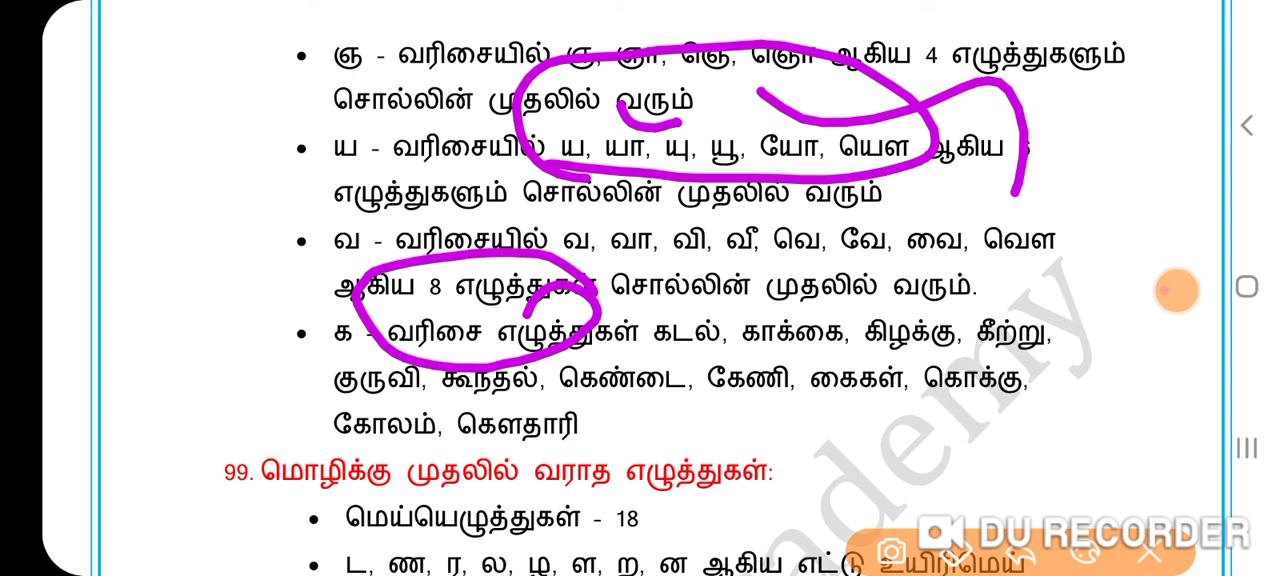 • ஞ - வரிசையில் ஞ, ஞா, ஞெ, ஞொ ஆகிய 4 எழுத்துகளும்
சொல்லின் முதலில் வரும்
• ய - வரிசையில் ய, யா, யு, யூ, யோ, யௌ ஆகிய
எழுத்துகளும் சொல்லின் முதலில் வரும்
• வ - வரிசையில் வ, வா, வி, வீ, வெ, வே, வை, வௌ
ஆகிய 8 எழுத்துகள் சொல்லின் முதலில் வரும்.
• க - வரிசை எழுத்துகள் கடல், காக்கை, கிழக்கு, கீற்று,
குருவி, கூந்தல், கெண்டை, கேணி, கைகள், கொக்கு,
கோலம், கௌதாரி
99. மொழிக்கு முதலில் வராத எழுத்துகள்:
• மெய்யெழுத்துகள் - 18
• ட, ண, ர, ல, ழ, ள, ற, ன ஆகிய எட்டு உயிர்மெய்
DU RECORDER